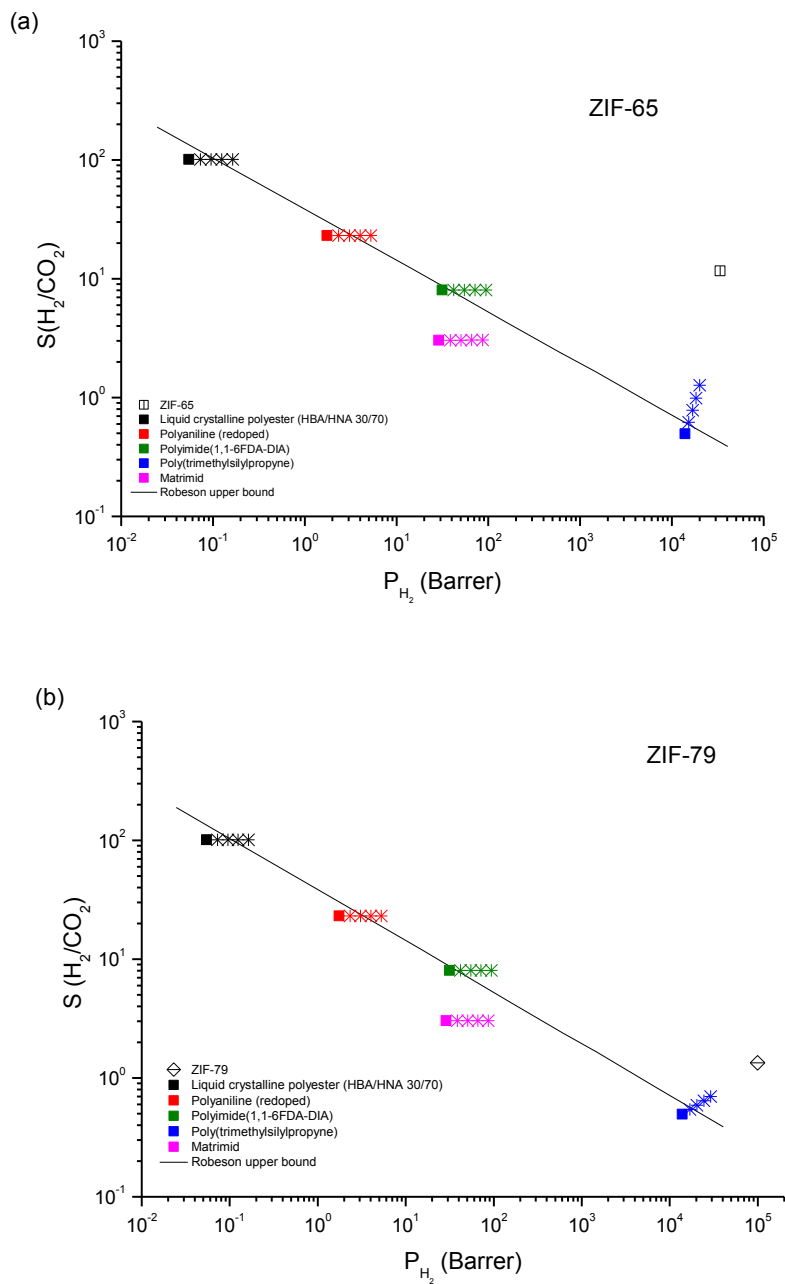 (a)
10³
10²
10¹
10⁰
10⁻¹
S(H₂/CO₂)
ZIF-65
ZIF-65
Liquid crystalline polyester (HBA/HNA 30/70)
Polyaniline (redoped)
Polyimide(1,1-6FDA-DIA)
Poly(trimethylsilylpropyne)
Matrimid
Robeson upper bound
10⁻² 10⁻¹ 10⁰ 10¹ 10² 10³ 10⁴ 10⁵
P_H₂ (Barrer)
(b)
10³
10²
10¹
10⁰
10⁻¹
S (H₂/CO₂)
ZIF-79
ZIF-79
Liquid crystalline polyester (HBA/HNA 30/70)
Polyaniline (redoped)
Polyimide(1,1-6FDA-DIA)
Poly(trimethylsilylpropyne)
Matrimid
Robeson upper bound
10⁻² 10⁻¹ 10⁰ 10¹ 10² 10³ 10⁴ 10⁵
P_H₂ (Barrer)